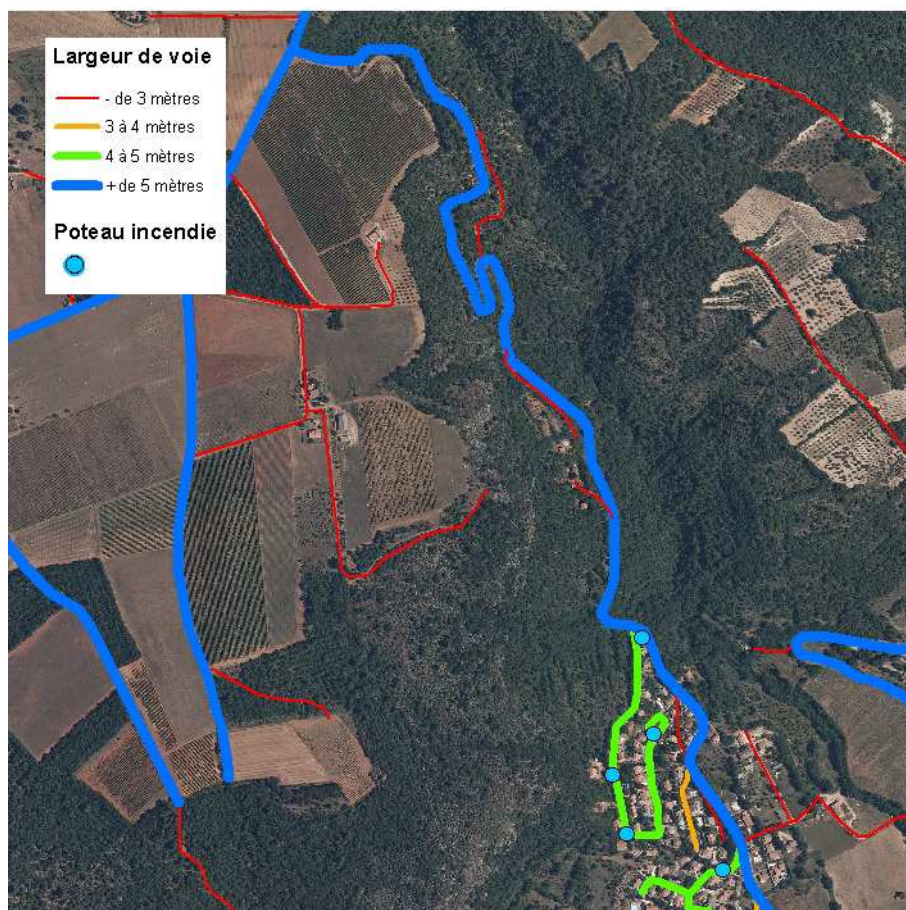 Largeur de voie
- de 3 mètres
3 à 4 mètres
4 à 5 mètres
+ de 5 mètres
Poteau incendie